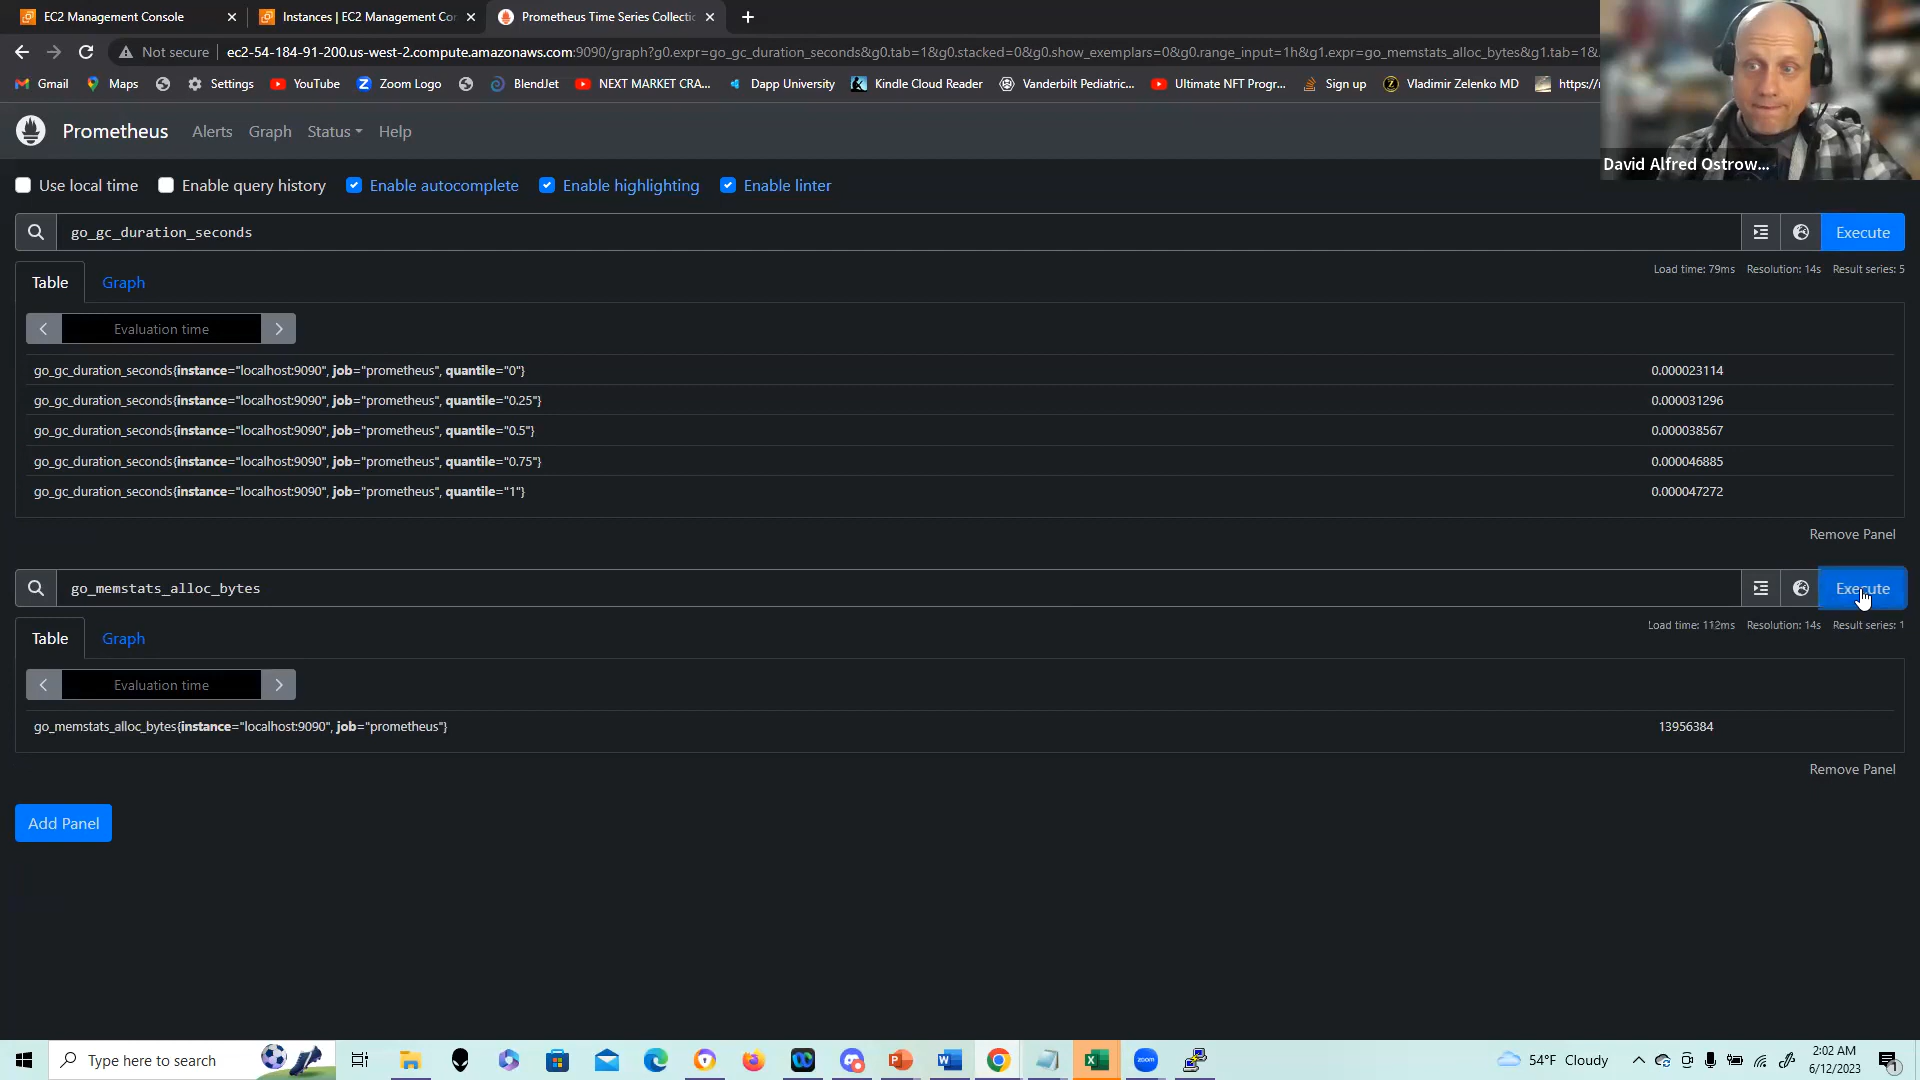 EC2 Management Console
Instances | EC2 Management Co
Prometheus Time Series Collecti
Not secure
ec2-54-184-91-200.us-west-2.compute.amazonaws.com:9090/graph?g0.expr=go_gc_duration_seconds&g0.tab=1&g0.stacked=0&g0.show_exemplars=0&g0.range_input=1h&g1.expr=go_memstats_alloc_bytes&g1.tab=1&
Gmail
Maps
Settings
YouTube
Zoom Logo
BlendJet
NEXT MARKET CRA...
Dapp University
Kindle Cloud Reader
Vanderbilt Pediatric...
Ultimate NFT Progr...
Sign up
Vladimir Zelenko MD
Prometheus Alerts Graph Status Help
David Alfred Ostrow...
Use local time Enable query history Enable autocomplete Enable highlighting Enable linter
go_gc_duration_seconds
Execute
Load time: 79ms Resolution: 14s Result series: 5
Table Graph
Evaluation time
go_gc_duration_seconds{instance="localhost:9090", job="prometheus", quantile="0"} 0.000023114
go_gc_duration_seconds{instance="localhost:9090", job="prometheus", quantile="0.25"} 0.000031296
go_gc_duration_seconds{instance="localhost:9090", job="prometheus", quantile="0.5"} 0.000038567
go_gc_duration_seconds{instance="localhost:9090", job="prometheus", quantile="0.75"} 0.000046885
go_gc_duration_seconds{instance="localhost:9090", job="prometheus", quantile="1"} 0.000047272
Remove Panel
go_memstats_alloc_bytes
Execute
Load time: 112ms Resolution: 14s Result series: 1
Table Graph
Evaluation time
go_memstats_alloc_bytes{instance="localhost:9090", job="prometheus"} 13956384
Remove Panel
Add Panel
Type here to search
zoom
54°F Cloudy
2:02 AM
6/12/2023
1